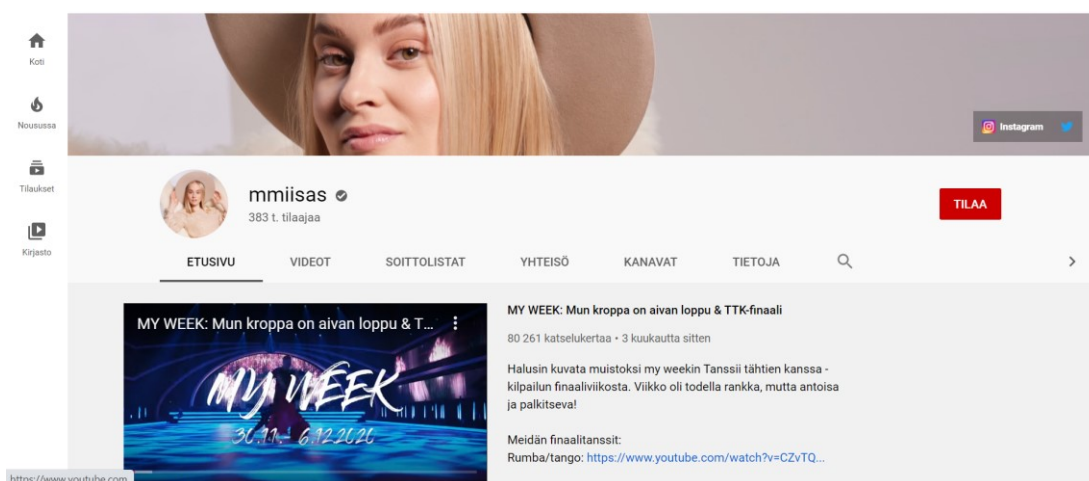 Koti
Nousussa
Tilaukset
Kirjasto
Instagram
mmiisas
383 t. tilaajaa
TILAA
ETUSIVU VIDEOT SOITTOLISTAT YHTEISÖ KANAVAT TIETOJA
MY WEEK: Mun kroppa on aivan loppu & T...
MY WEEK
30.11.- 6.12.2020
MY WEEK: Mun kroppa on aivan loppu & TTK-finaali
80 261 katselukertaa • 3 kuukautta sitten
Halusin kuvata muistoksi my weekin Tanssii tähtien kanssa -
kilpailun finaaliviikosta. Viikko oli todella rankka, mutta antoisa
ja palkitseva!
Meidän finaalitanssit:
Rumba/tango: https://www.youtube.com/watch?v=CZvTQ...
https://www.youtube.com